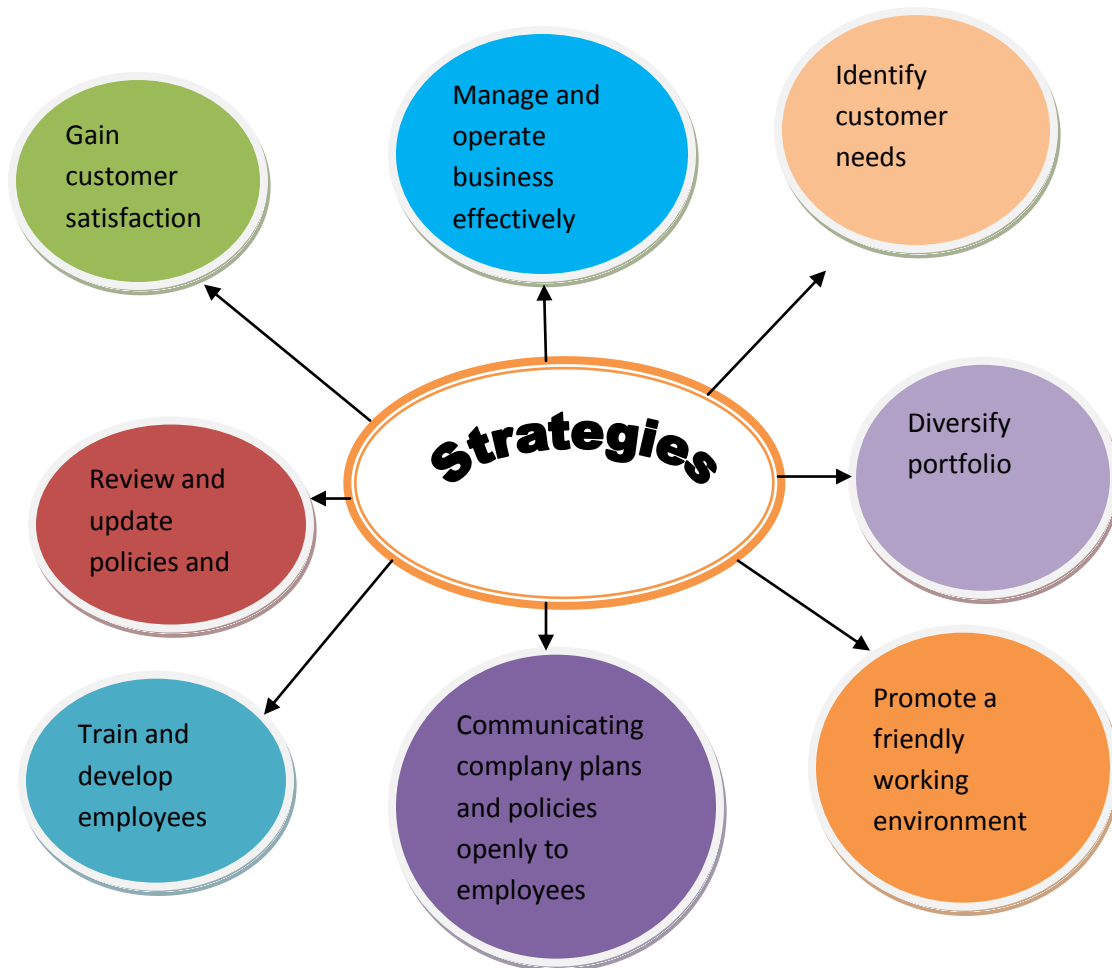 Gain
customer
satisfaction
Manage and
operate
business
effectively
Identify
customer
needs
Strategies
Review and
update
policies and
Diversify
portfolio
Train and
develop
employees
Communicating
complany plans
and policies
openly to
employees
Promote a
friendly
working
environment